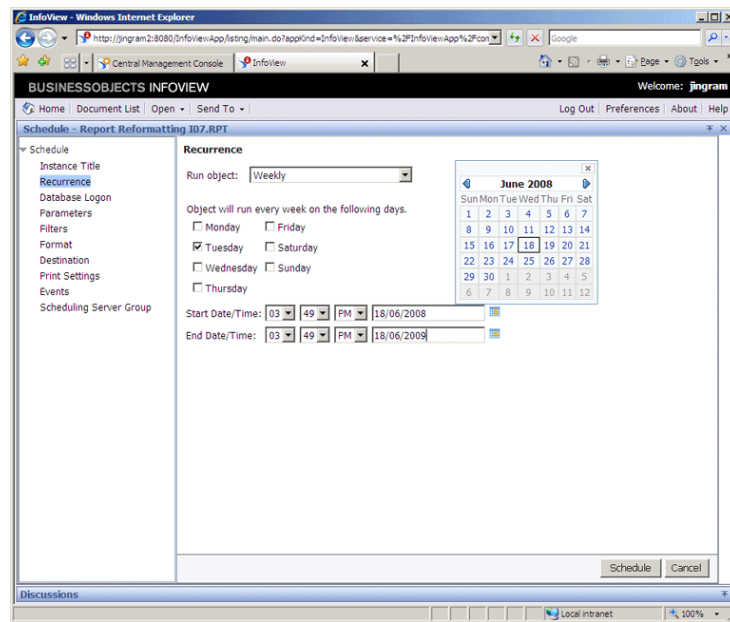 InfoView - Windows Internet Explorer
http://jingram2:8080/InfoViewApp/listing/main.do?appKind=InfoView&service=%2FInfoViewApp%2Fcon
Google
Central Management Console
InfoView
Page
Tools
BUSINESSOBJECTS INFOVIEW
Welcome: jingram
Home Document List Open Send To
Log Out Preferences About Help
Schedule - Report Reformatting I07.RPT
Schedule
Instance Title
Recurrence
Database Logon
Parameters
Filters
Format
Destination
Print Settings
Events
Scheduling Server Group
Recurrence
Run object: Weekly
Object will run every week on the following days.
Monday Friday
Tuesday Saturday
Wednesday Sunday
Thursday
Start Date/Time: 03 49 PM 18/06/2008
End Date/Time: 03 49 PM 18/06/2009
June 2008
Sun Mon Tue Wed Thu Fri Sat
1 2 3 4 5 6 7
8 9 10 11 12 13 14
15 16 17 18 19 20 21
22 23 24 25 26 27 28
29 30 1 2 3 4 5
6 7 8 9 10 11 12
Schedule Cancel
Discussions
Local intranet
100%